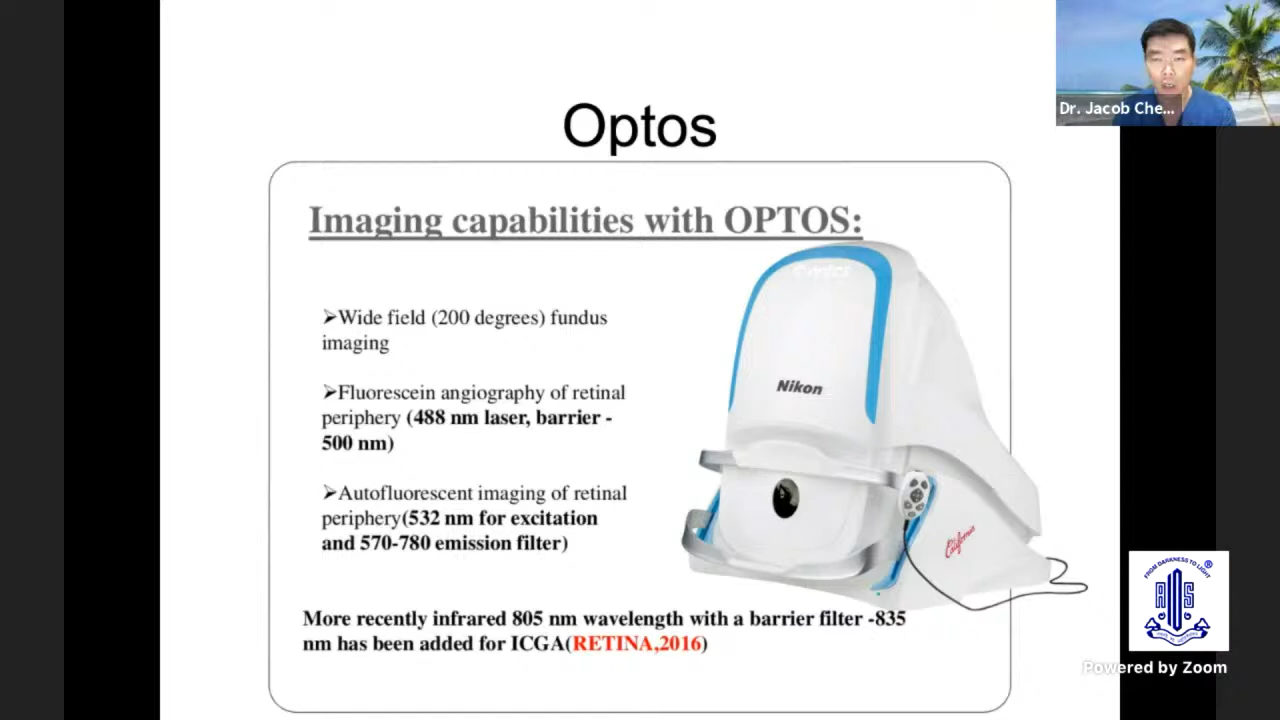 Dr. Jacob Che...
Optos
Imaging capabilities with OPTOS:
➢Wide field (200 degrees) fundus
imaging
➢Fluorescein angiography of retinal
periphery (488 nm laser, barrier -
500 nm)
➢Autofluorescent imaging of retinal
periphery(532 nm for excitation
and 570-780 emission filter)
Nikon
California
More recently infrared 805 nm wavelength with a barrier filter -835
nm has been added for ICGA(RETINA,2016)
FROM DARKNESS TO LIGHT
®
Powered by Zoom